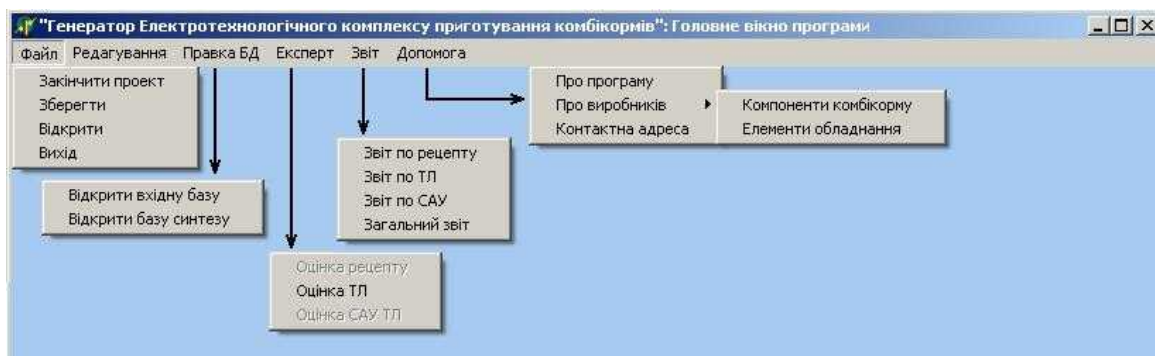 "Генератор Електротехнологічного комплексу приготування комбікормів": Головне вікно програми
Файл Редагування Правка БД Експерт Звіт Допомога
Закінчити проект
Зберегти
Відкрити
Вихід
Відкрити вхідну базу
Відкрити базу синтезу
Оцінка рецепту
Оцінка ТЛ
Оцінка САУ ТЛ
Звіт по рецепту
Звіт по ТЛ
Звіт по САУ
Загальний звіт
Про програму
Про виробників
Контактна адреса
Компоненти комбікорму
Елементи обладнання